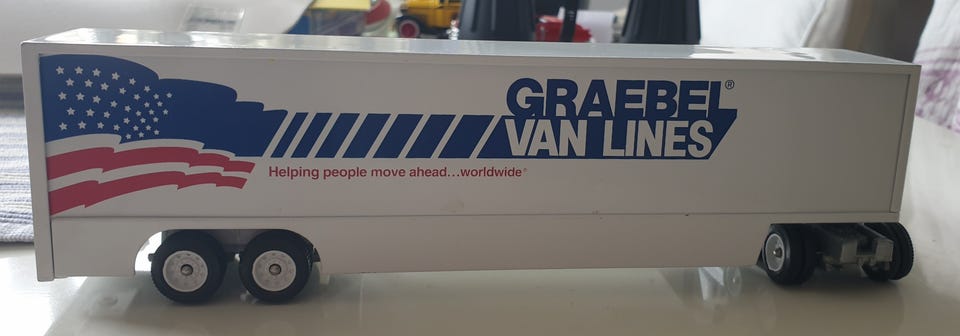 GRAEBEL®
VAN LINES
Helping people move ahead...worldwide®